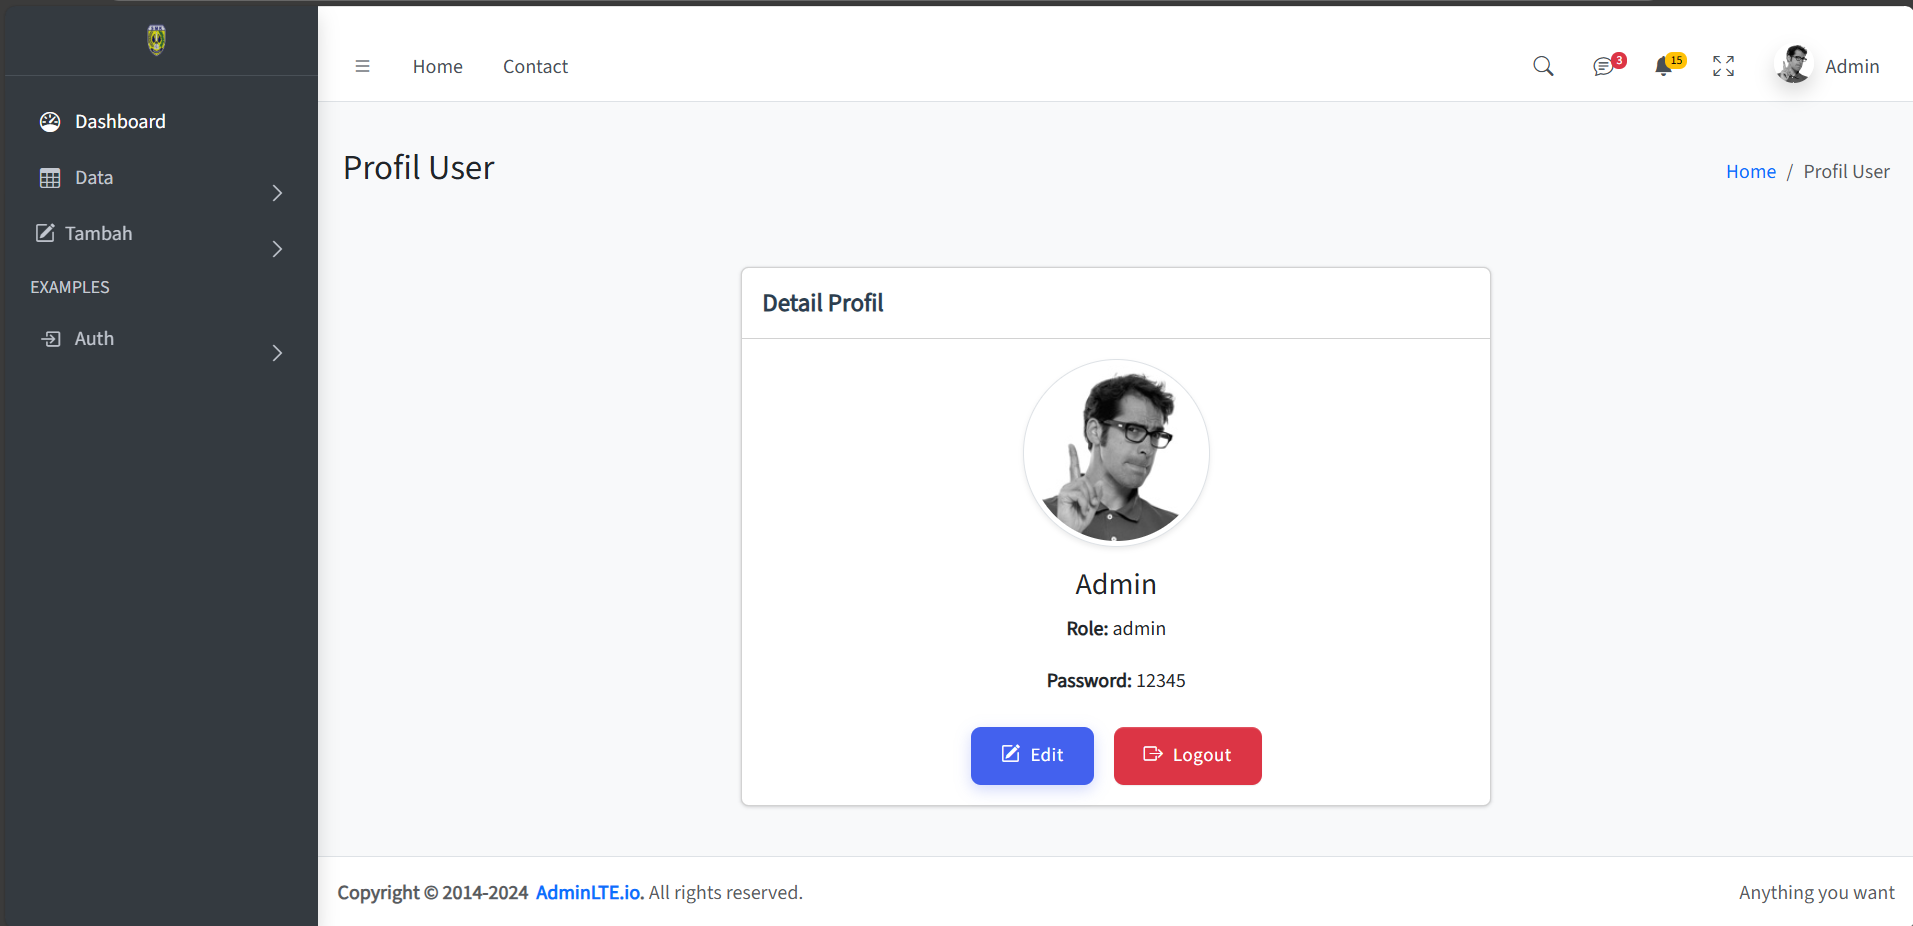 Dashboard
Data
Tambah
EXAMPLES
Auth
Home
Contact
3
15
Admin
Profil User
Home / Profil User
Detail Profil
Admin
Role: admin
Password: 12345
Edit
Logout
Copyright © 2014-2024 AdminLTE.io. All rights reserved.
Anything you want